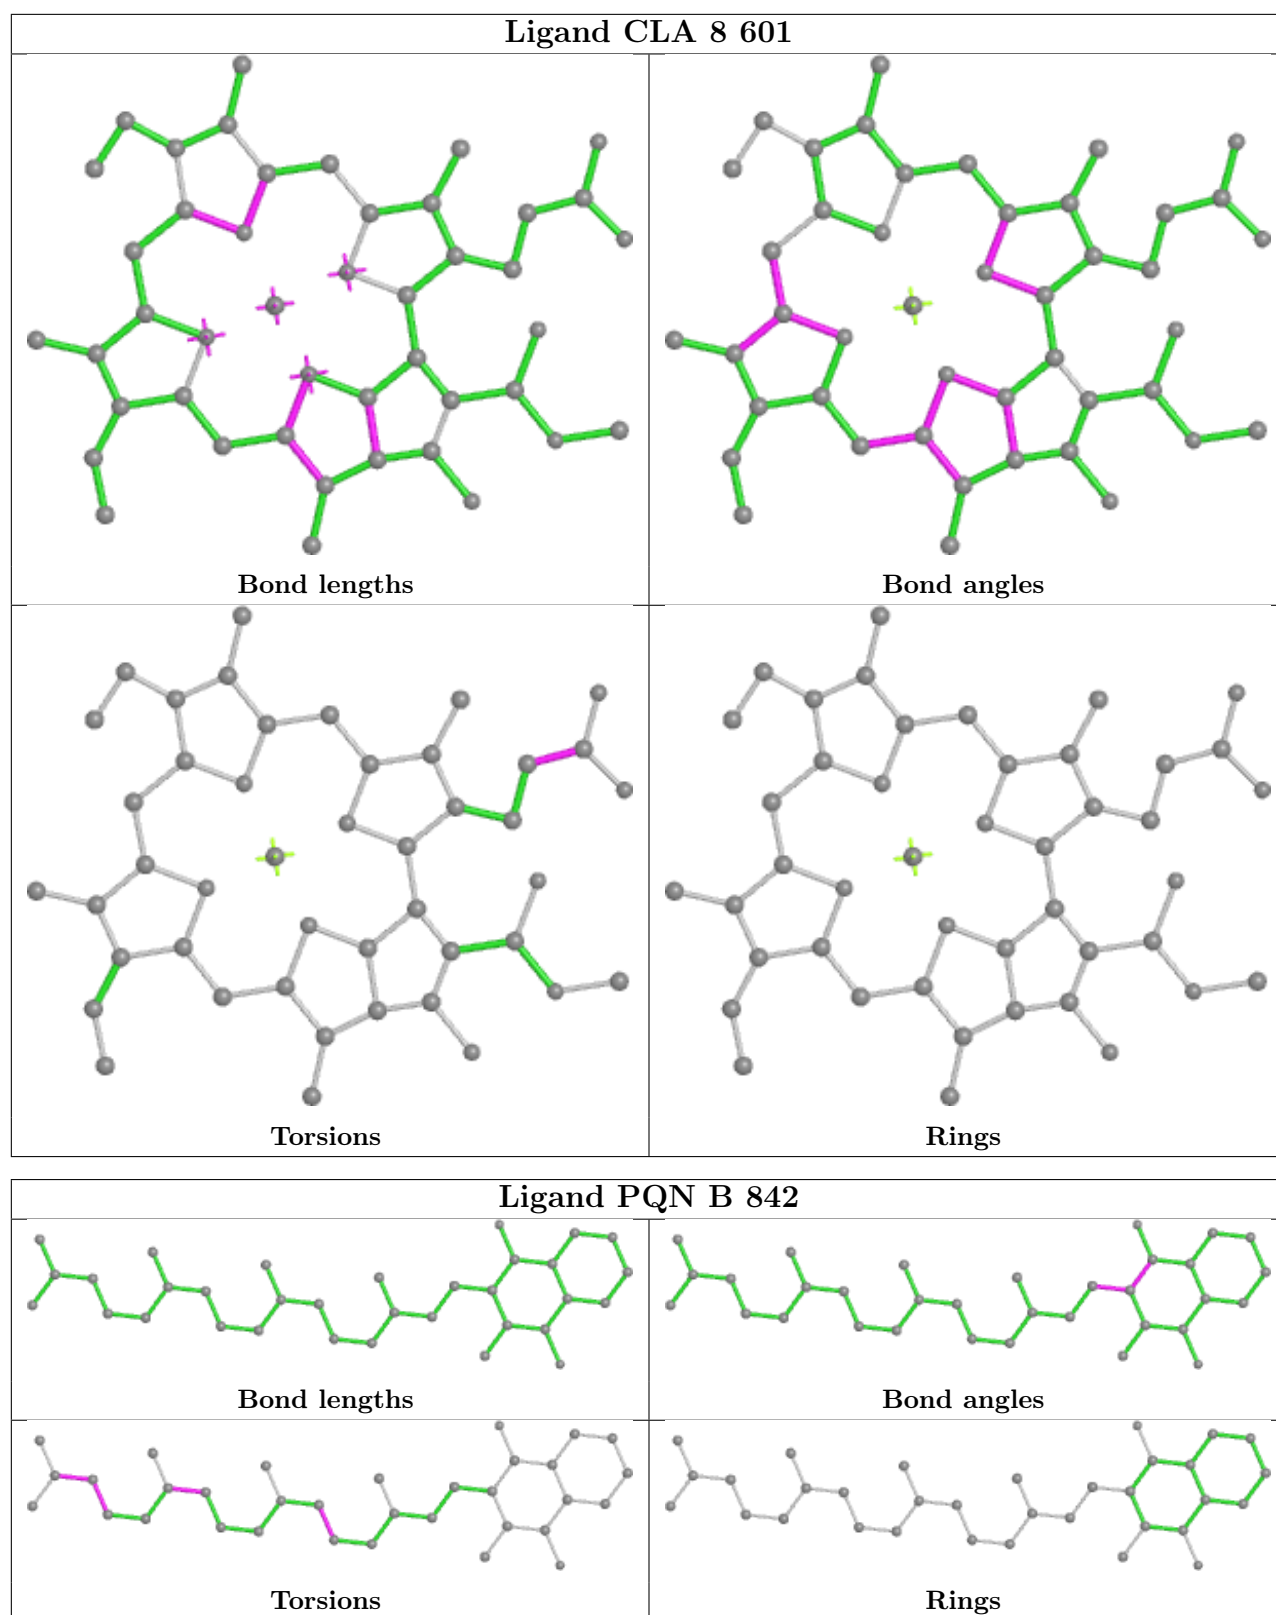 Ligand CLA 8 601
Bond lengths
Bond angles
Torsions
Rings
Ligand PQN B 842
Bond lengths
Bond angles
Torsions
Rings